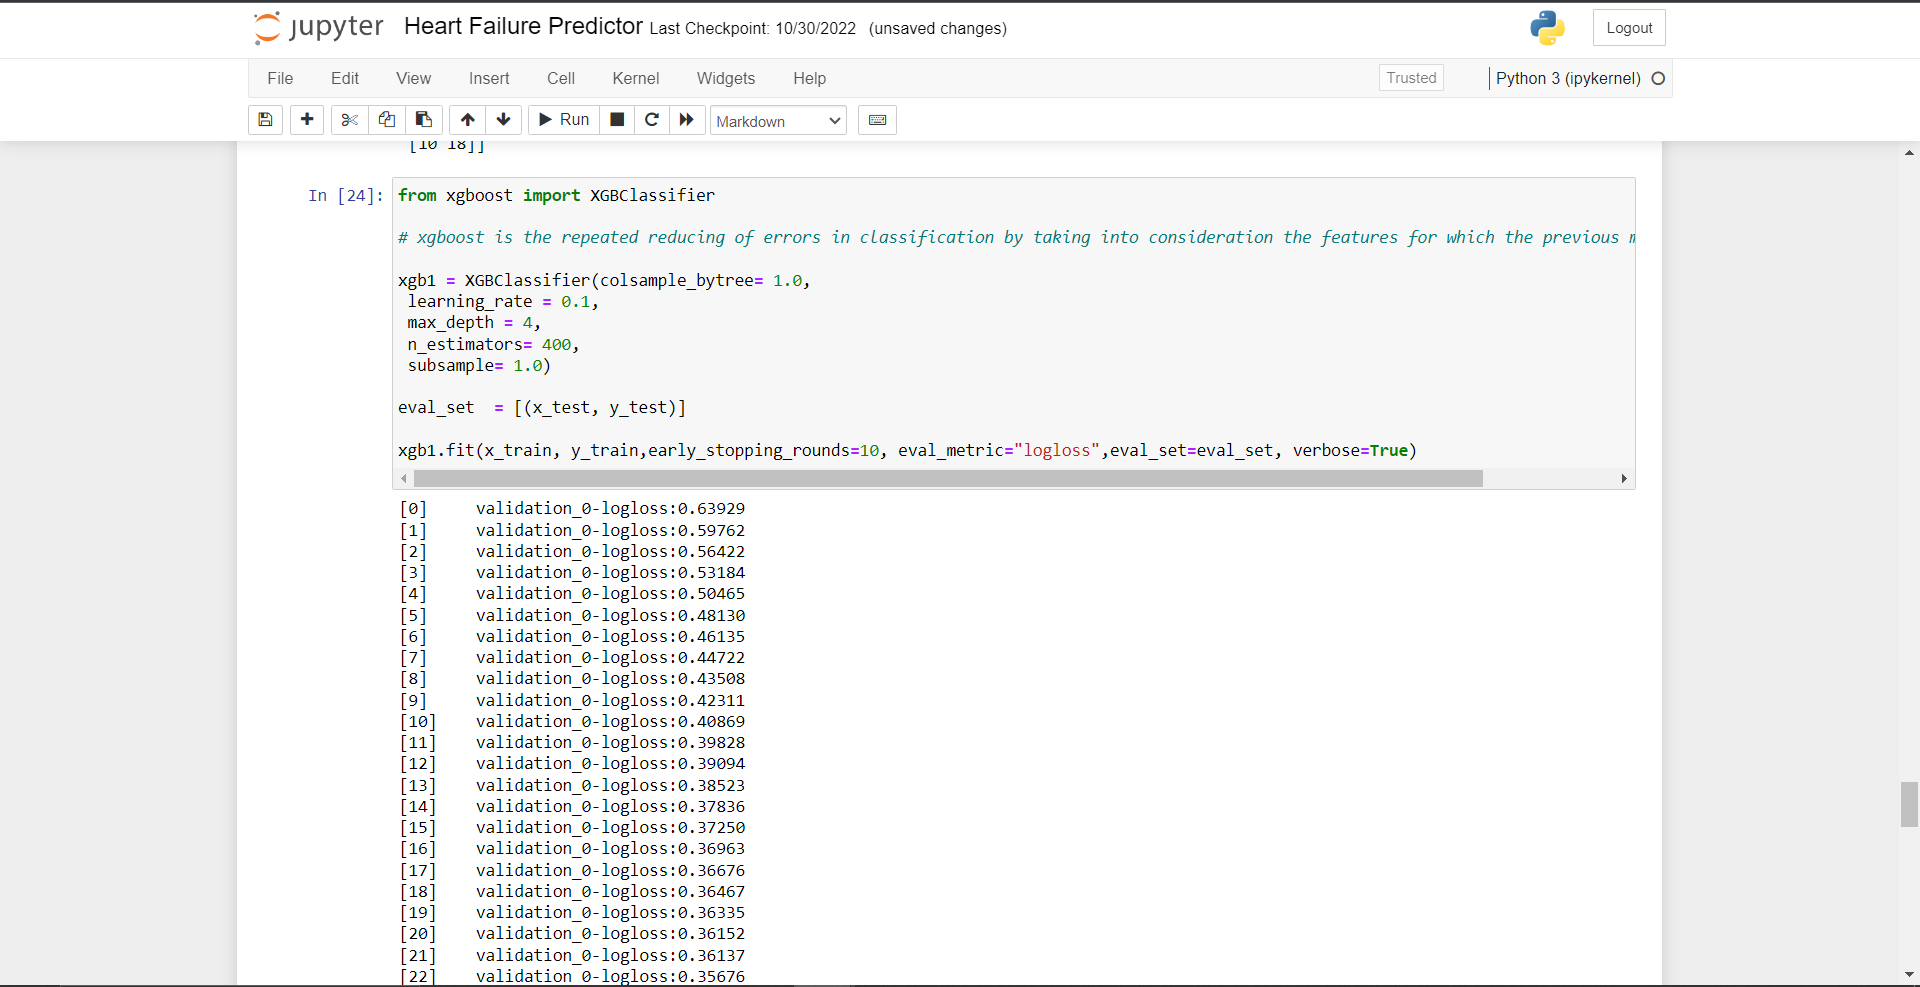 jupyter Heart Failure Predictor Last Checkpoint: 10/30/2022 (unsaved changes) Logout
File Edit View Insert Cell Kernel Widgets Help Trusted Python 3 (ipykernel)
Run Markdown
[10 18]]
In [24]: from xgboost import XGBClassifier
# xgboost is the repeated reducing of errors in classification by taking into consideration the features for which the previous
xgb1 = XGBClassifier(colsample_bytree= 1.0,
learning_rate = 0.1,
max_depth = 4,
n_estimators= 400,
subsample= 1.0)
eval_set  = [(x_test, y_test)]
xgb1.fit(x_train, y_train,early_stopping_rounds=10, eval_metric="logloss",eval_set=eval_set, verbose=True)
[0] validation_0-logloss:0.63929
[1] validation_0-logloss:0.59762
[2] validation_0-logloss:0.56422
[3] validation_0-logloss:0.53184
[4] validation_0-logloss:0.50465
[5] validation_0-logloss:0.48130
[6] validation_0-logloss:0.46135
[7] validation_0-logloss:0.44722
[8] validation_0-logloss:0.43508
[9] validation_0-logloss:0.42311
[10] validation_0-logloss:0.40869
[11] validation_0-logloss:0.39828
[12] validation_0-logloss:0.39094
[13] validation_0-logloss:0.38523
[14] validation_0-logloss:0.37836
[15] validation_0-logloss:0.37250
[16] validation_0-logloss:0.36963
[17] validation_0-logloss:0.36676
[18] validation_0-logloss:0.36467
[19] validation_0-logloss:0.36335
[20] validation_0-logloss:0.36152
[21] validation_0-logloss:0.36137
[22] validation_0-logloss:0.35676